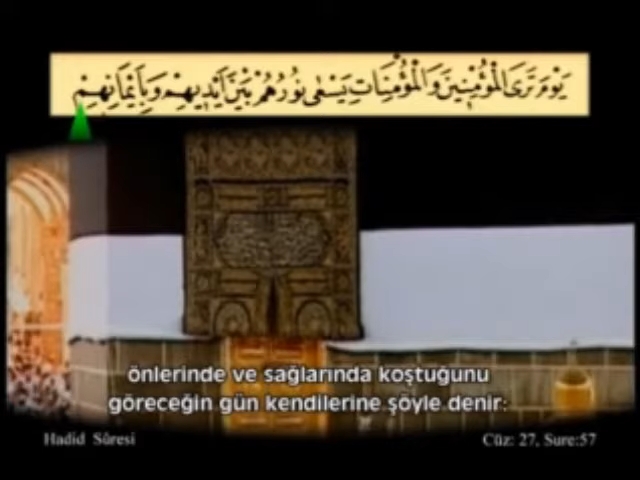 يَوْمَ تَرَى الْمُؤْمِنِينَ وَالْمُؤْمِنَاتِ يَسْعٰى نُورُهُمْ بَيْنَ اَيْدِيهِمْ وَبِاَيْمَانِهِمْ
önlerinde ve sağlarında koştuğunu
göreceğin gün kendilerine şöyle denir:
Hadîd Sûresi
Cüz: 27, Sure:57